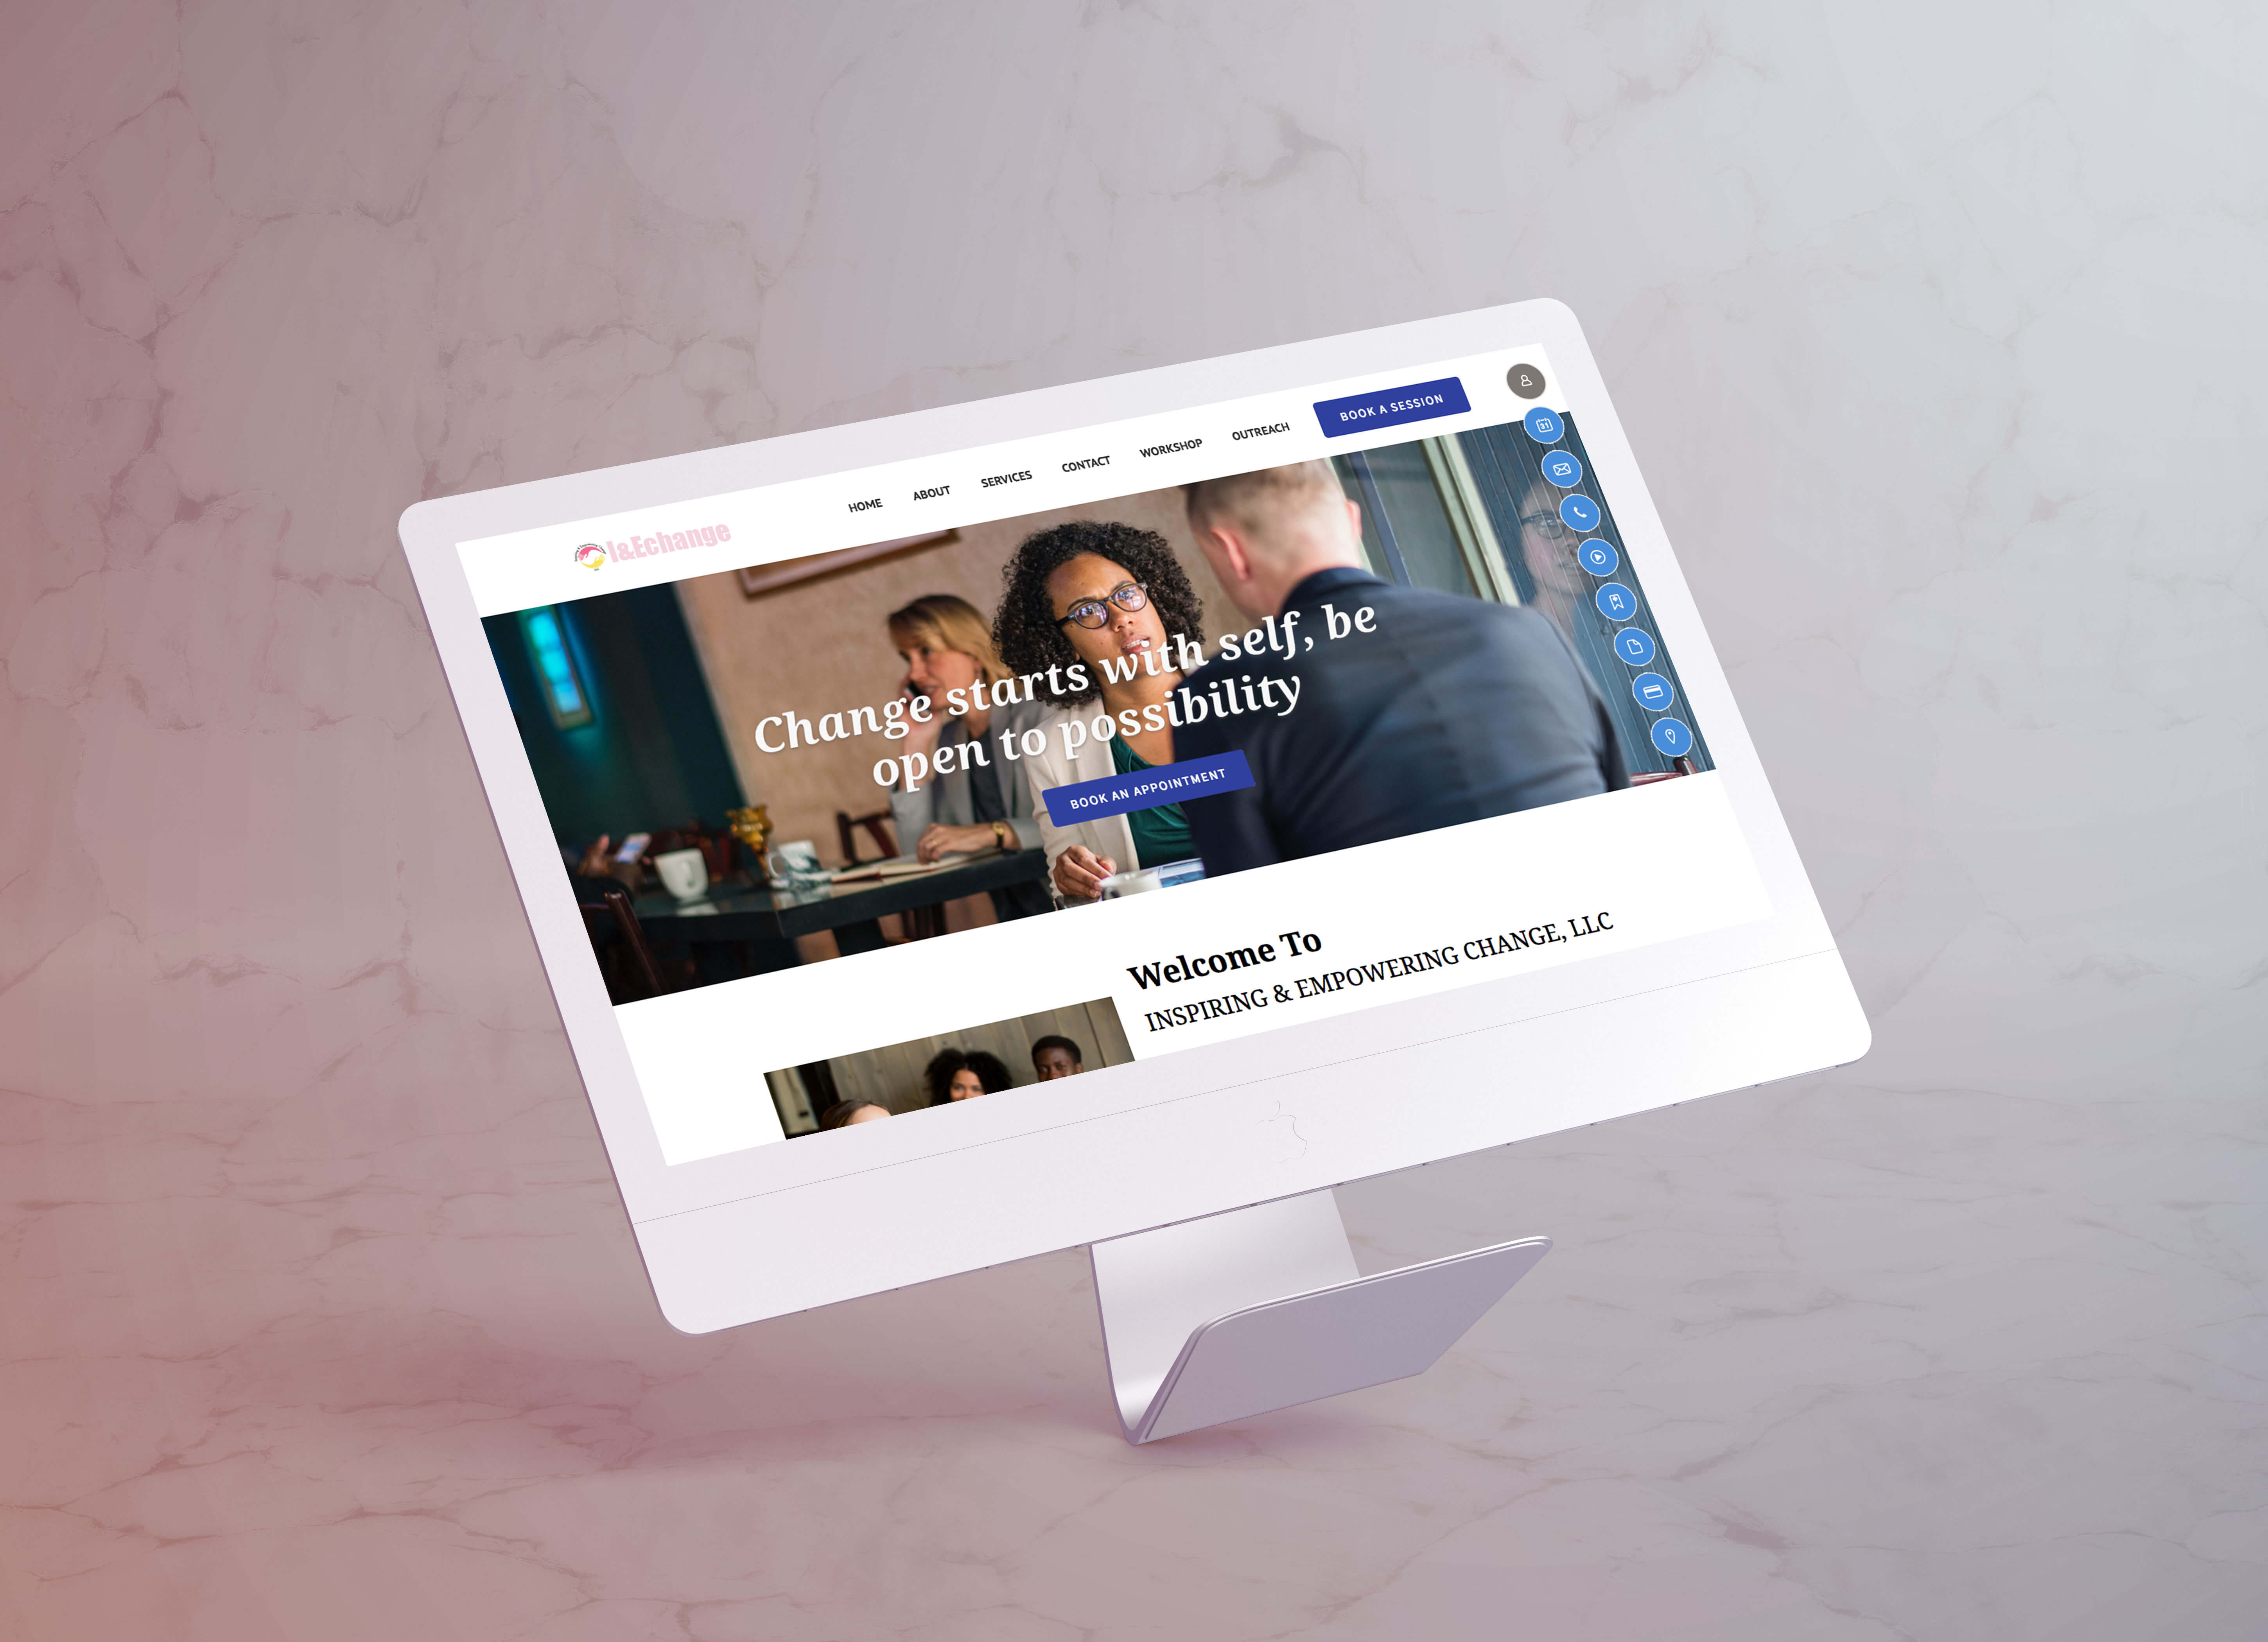 I&Echange
HOME
ABOUT
SERVICES
CONTACT
WORKSHOP
OUTREACH
BOOK A SESSION
31
Change starts with self, be
open to possibility
BOOK AN APPOINTMENT
Welcome To
INSPIRING & EMPOWERING CHANGE, LLC